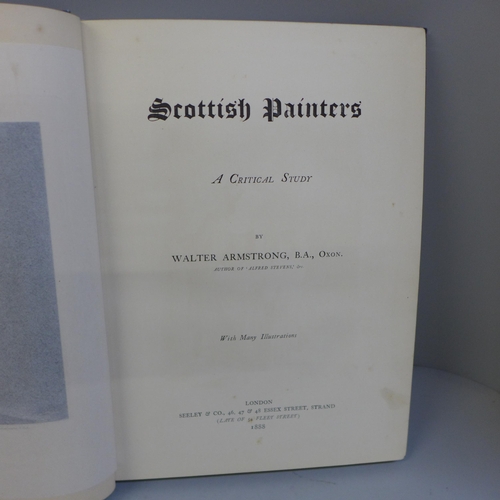 Scottish Painters
A CRITICAL STUDY
BY
WALTER ARMSTRONG, B.A., OXON.
AUTHOR OF 'ALFRED STEVENS,' &c.
With Many Illustrations
LONDON
SEELEY & CO., 46, 47 & 48 ESSEX STREET, STRAND
(LATE OF 54 FLEET STREET)
1888